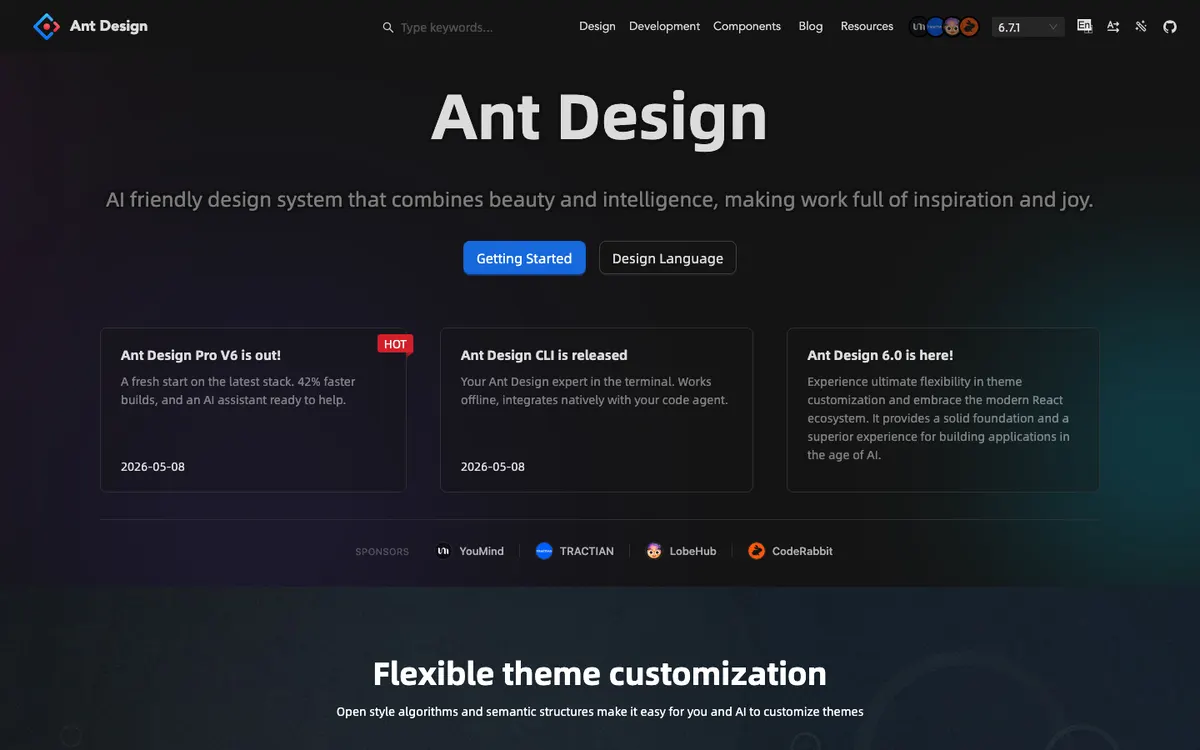 Ant Design
Type keywords...
Design
Development
Components
Blog
Resources
6.7.1
En
Ant Design
AI friendly design system that combines beauty and intelligence, making work full of inspiration and joy.
Getting Started
Design Language
HOT
Ant Design Pro V6 is out!
A fresh start on the latest stack. 42% faster
builds, and an AI assistant ready to help.
2026-05-08
Ant Design CLI is released
Your Ant Design expert in the terminal. Works
offline, integrates natively with your code agent.
2026-05-08
Ant Design 6.0 is here!
Experience ultimate flexibility in theme
customization and embrace the modern React
ecosystem. It provides a solid foundation and a
superior experience for building applications in
the age of AI.
SPONSORS
YouMind
TRACTIAN
LobeHub
CodeRabbit
Flexible theme customization
Open style algorithms and semantic structures make it easy for you and AI to customize themes